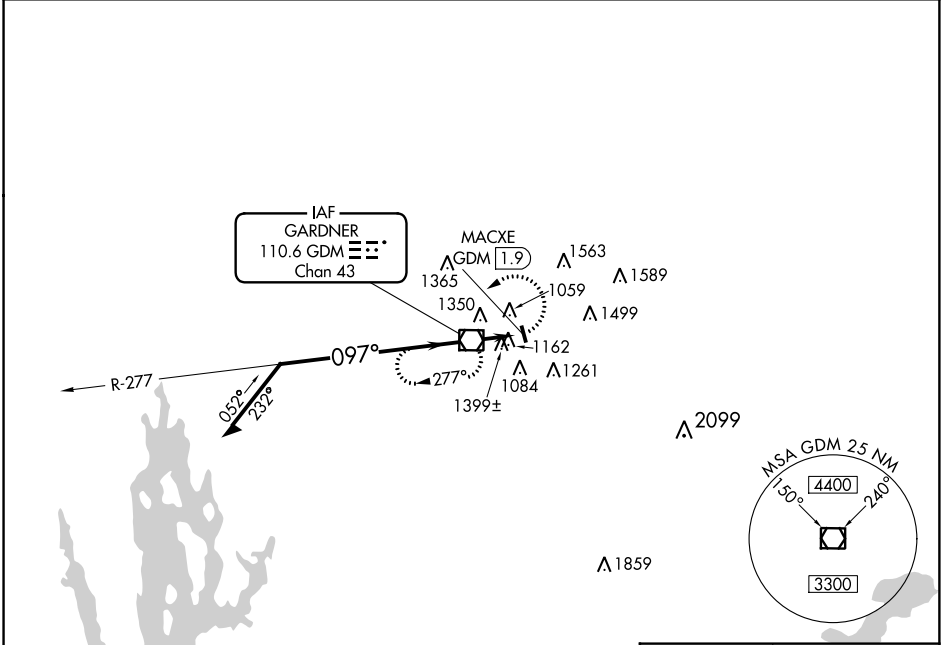 IAF
GARDNER
110.6 GDM
Chan 43
MACXE
GDM 1.9
1365
1563
1589
1059
1350
1499
097°
1162
R-277
277°
1084
1261
1399±
052°
232°
2099
MSA GDM 25 NM
150°
4400
240°
3300
1859